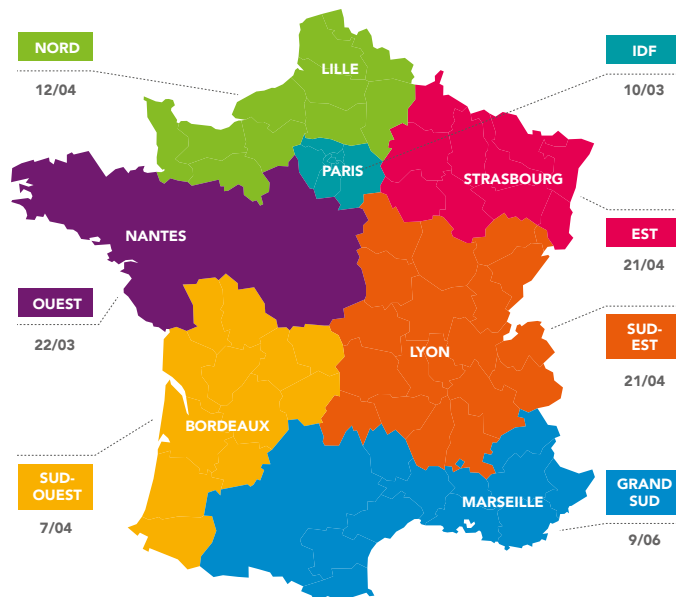 NORD
12/04
LILLE
IDF
10/03
PARIS
STRASBOURG
NANTES
EST
21/04
OUEST
22/03
LYON
SUD-
EST
21/04
BORDEAUX
SUD-
OUEST
7/04
MARSEILLE
GRAND
SUD
9/06